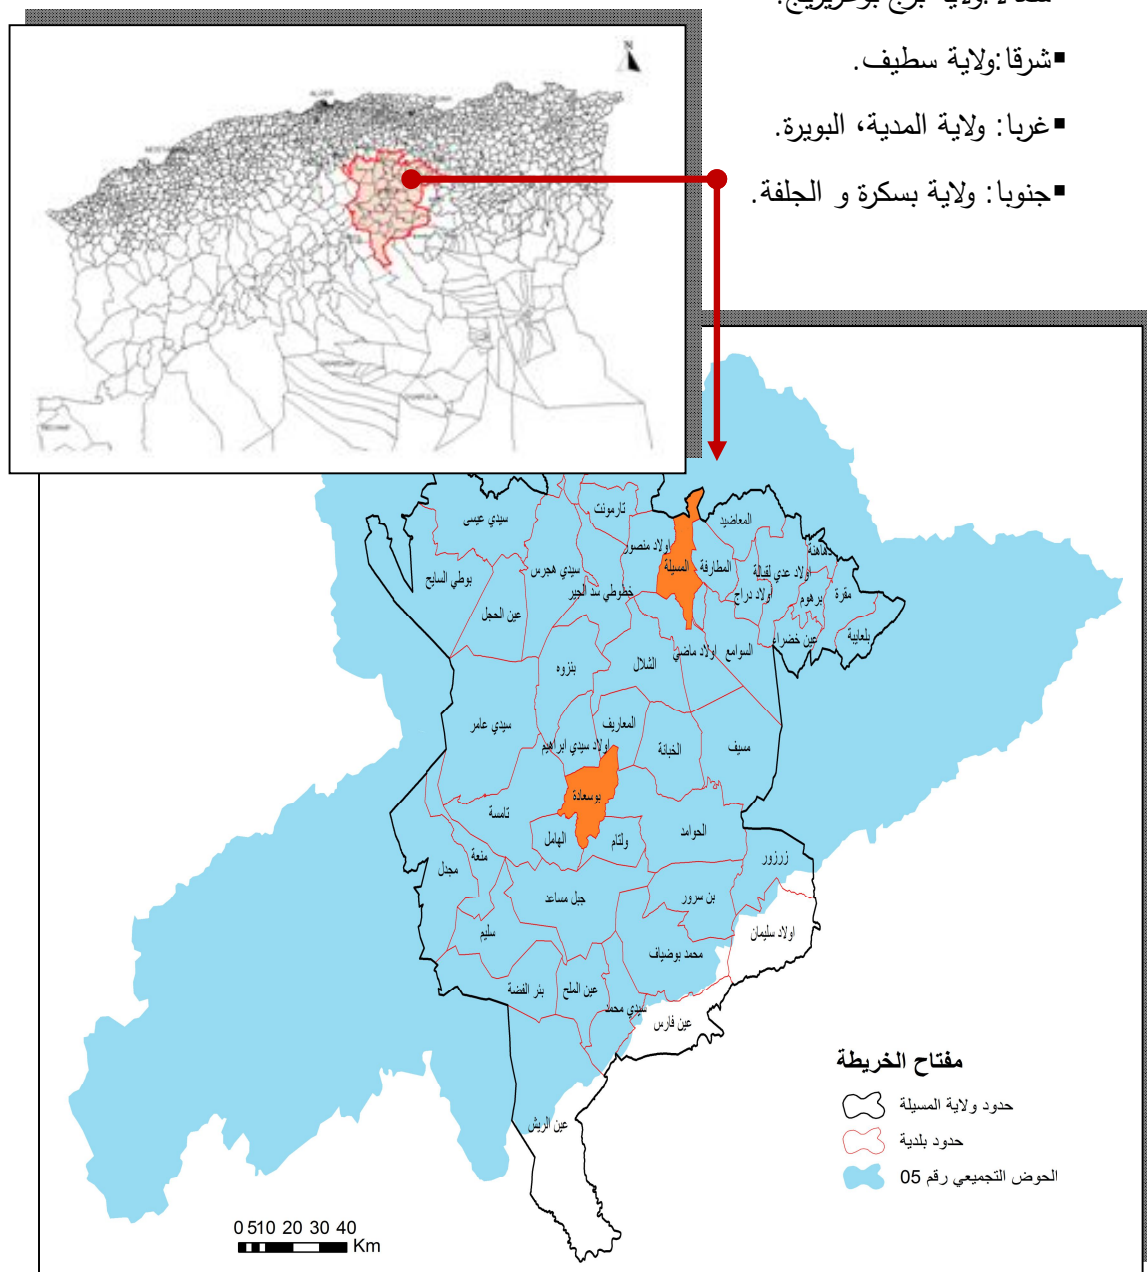 ▪شرقا:ولاية سطيف.
▪غربا: ولاية المدية، البويرة.
▪جنوبا: ولاية بسكرة و الجلفة.
N
تارمونت
المعاضيد
سيدي عيسى
اولاد منصور
دهاهنة
المسيلة
المطارفة
اولاد عدي لقبالة
سيدي هجرس
بوطي السايح
خطوطي سد الجير
اولاد دراج
برهوم
مقرة
عين الحجل
عين خضراء
بلعايبة
السوامع
اولاد ماضي
الشلال
بنزوه
سيدي عامر
المعاريف
اولاد سيدي ابراهيم
الخبانة
مسيف
بوسعادة
تامسة
الحوامد
الهامل
ولتام
منعة
مجدل
زرزور
جبل مساعد
بن سرور
سليم
اولاد سليمان
محمد بوضياف
بئر الفضة
عين الملح
سيدي محمد
عين فارس
عين الريش
مفتاح الخريطة
حدود ولاية المسيلة
حدود بلدية
الحوض التجميعي رقم 05
0 510 20 30 40
Km